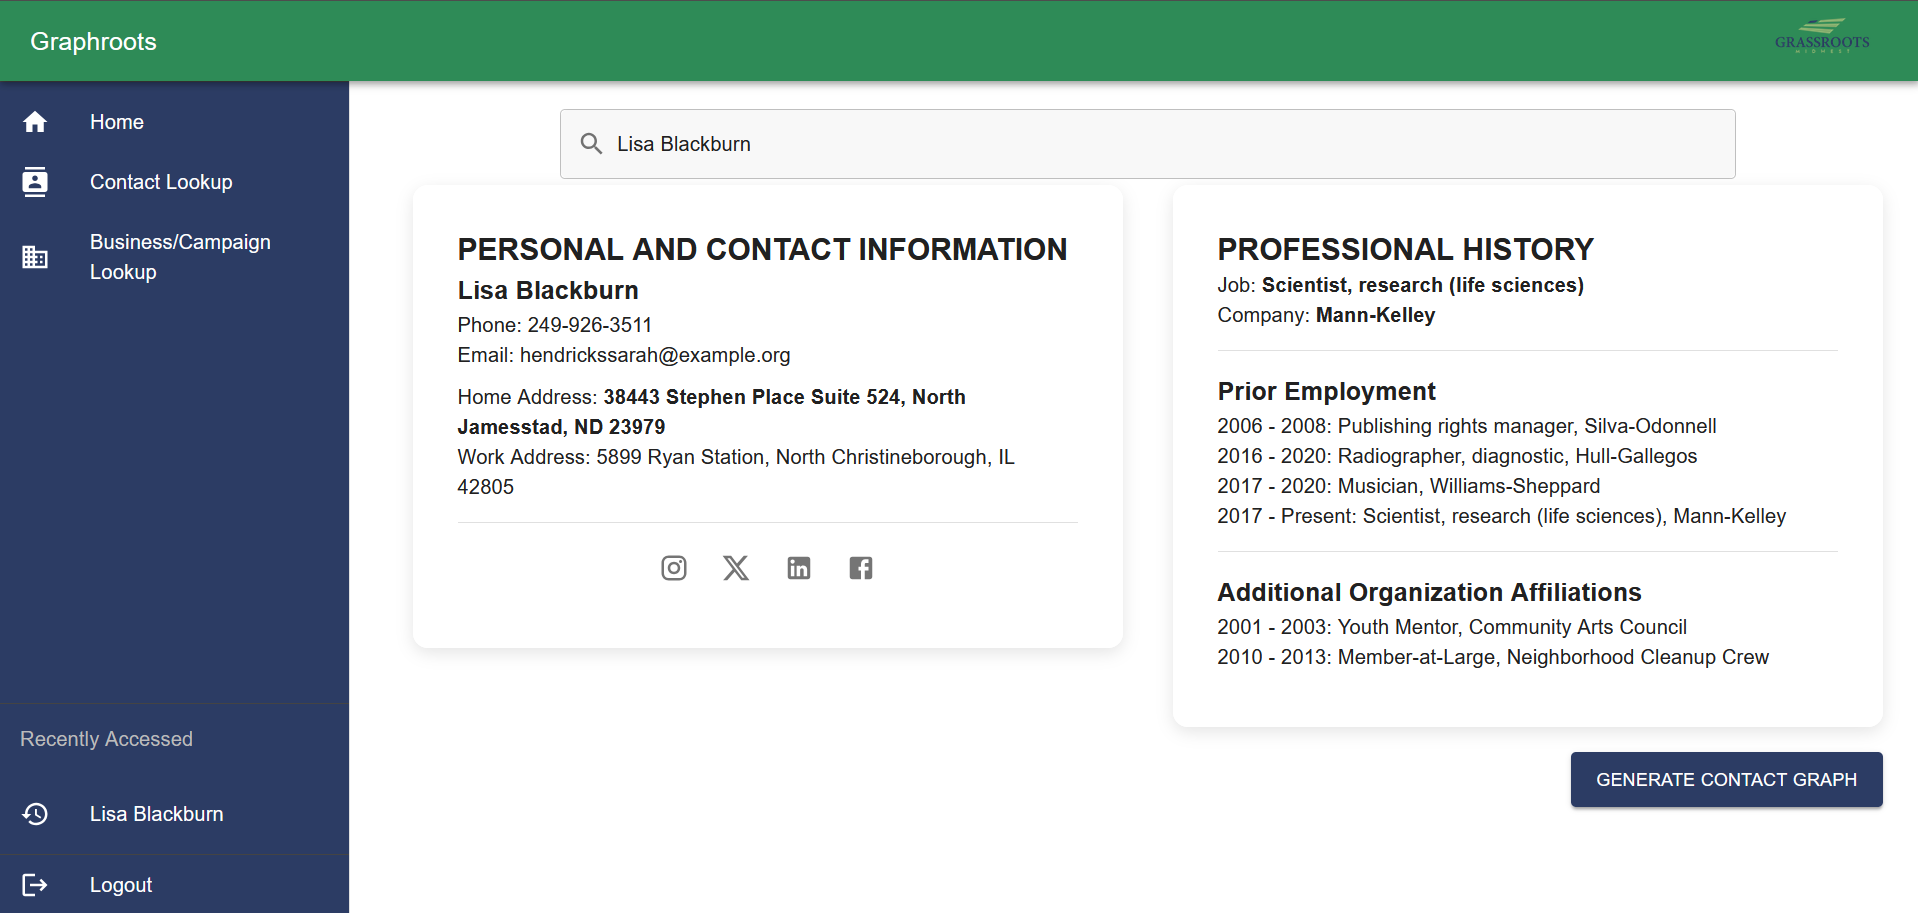 Graphroots
GRASSROOTS
MIDWEST
Home
Contact Lookup
Business/Campaign
Lookup
Recently Accessed
Lisa Blackburn
Logout
Lisa Blackburn
PERSONAL AND CONTACT INFORMATION
Lisa Blackburn
Phone: 249-926-3511
Email: hendrickssarah@example.org
Home Address: 38443 Stephen Place Suite 524, North
Jamesstad, ND 23979
Work Address: 5899 Ryan Station, North Christineborough, IL
42805
PROFESSIONAL HISTORY
Job: Scientist, research (life sciences)
Company: Mann-Kelley
Prior Employment
2006 - 2008: Publishing rights manager, Silva-Odonnell
2016 - 2020: Radiographer, diagnostic, Hull-Gallegos
2017 - 2020: Musician, Williams-Sheppard
2017 - Present: Scientist, research (life sciences), Mann-Kelley
Additional Organization Affiliations
2001 - 2003: Youth Mentor, Community Arts Council
2010 - 2013: Member-at-Large, Neighborhood Cleanup Crew
GENERATE CONTACT GRAPH